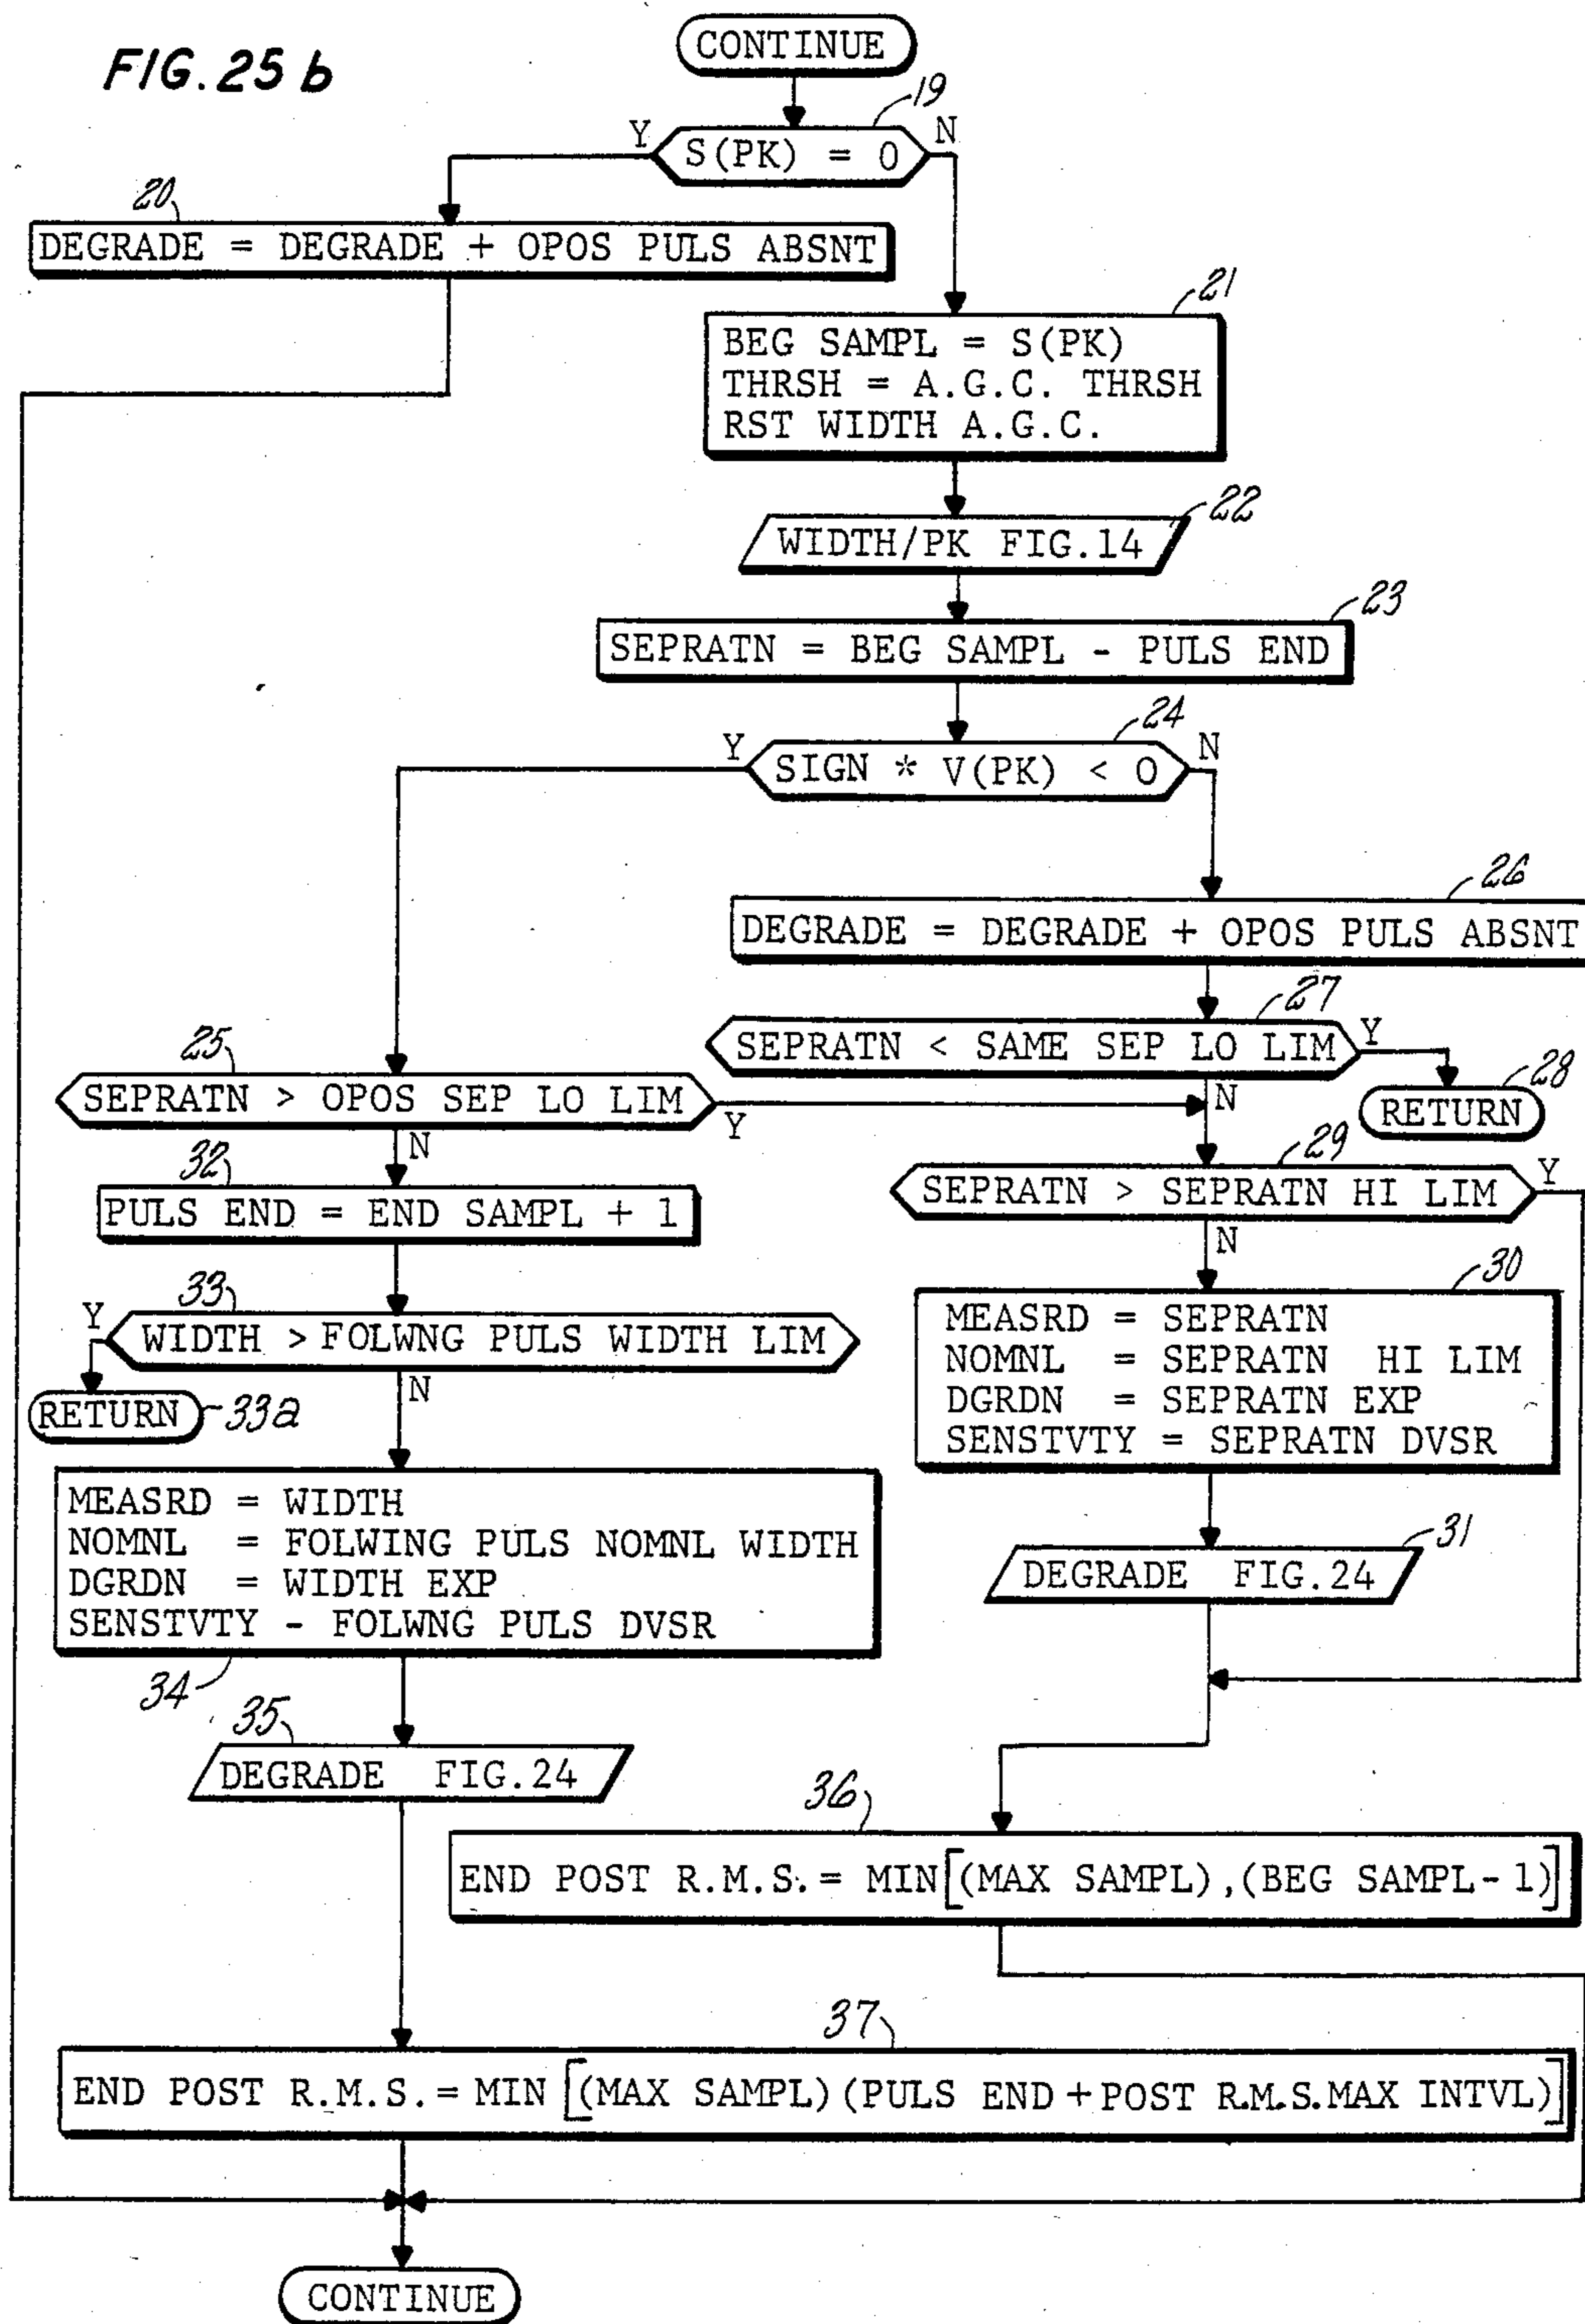 FIG. 25 b
CONTINUE
19
Y
S(PK) = 0
N
20
DEGRADE = DEGRADE + OPOS PULS ABSNT
21
BEG SAMPL = S(PK)
THRSH = A.G.C. THRSH
RST WIDTH A.G.C.
22
WIDTH/PK FIG.14
23
SEPRATN = BEG SAMPL - PULS END
24
Y
SIGN * V(PK) < 0
N
26
DEGRADE = DEGRADE + OPOS PULS ABSNT
27
SEPRATN < SAME SEP LO LIM
Y
28
RETURN
N
25
SEPRATN > OPOS SEP LO LIM
Y
N
29
SEPRATN > SEPRATN HI LIM
Y
N
32
PULS END = END SAMPL + 1
33
Y
WIDTH > FOLWNG PULS WIDTH LIM
N
RETURN
33a
30
MEASRD = SEPRATN
NOMNL = SEPRATN HI LIM
DGRDN = SEPRATN EXP
SENSTVTY = SEPRATN DVSR
31
DEGRADE FIG.24
MEASRD = WIDTH
NOMNL = FOLWING PULS NOMNL WIDTH
DGRDN = WIDTH EXP
SENSTVTY - FOLWNG PULS DVSR
34
35
DEGRADE FIG.24
36
END POST R.M.S. = MIN[(MAX SAMPL),(BEG SAMPL-1)]
37
END POST R.M.S. = MIN [(MAX SAMPL)(PULS END + POST R.M.S. MAX INTVL)]
CONTINUE